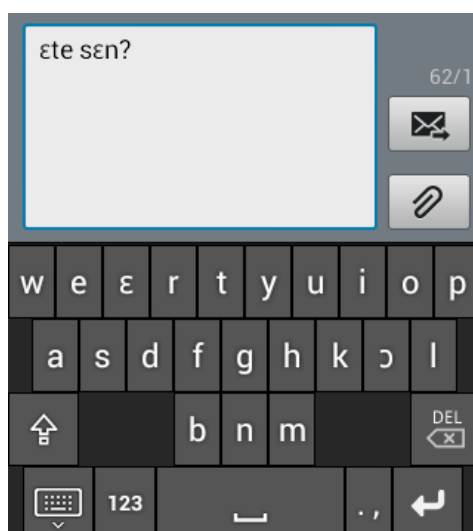 ɛte sɛn?
62/1
w e ɛ r t y u i o p
a s d f g h k ɔ l
b n m DEL
123 . ,